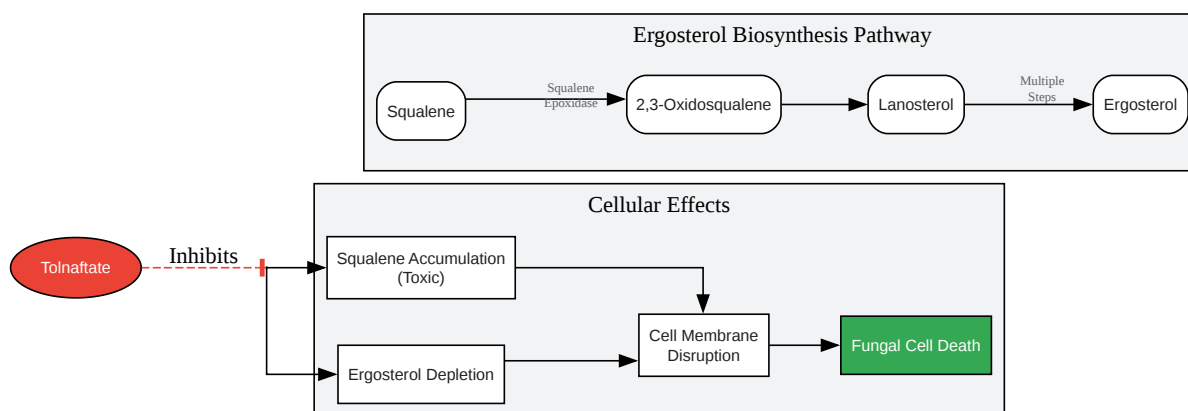 Ergosterol Biosynthesis Pathway
Squalene
Squalene
Epoxidase
2,3-Oxidosqualene
Lanosterol
Multiple
Steps
Ergosterol
Cellular Effects
Tolnaftate
Inhibits
Squalene Accumulation
(Toxic)
Ergosterol Depletion
Cell Membrane
Disruption
Fungal Cell Death